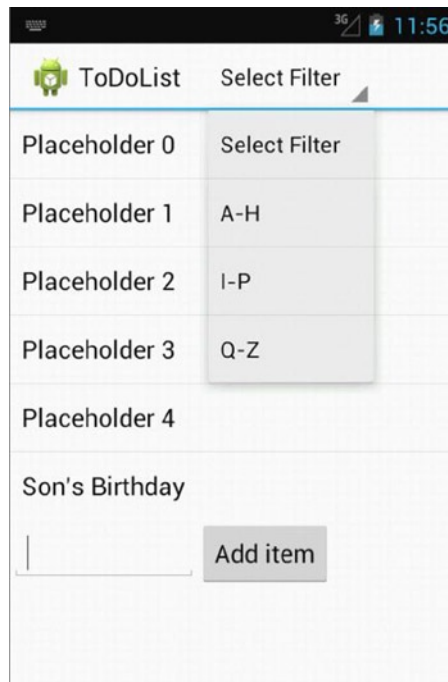 3G 11:56
ToDoList Select Filter
Placeholder 0 Select Filter
Placeholder 1 A-H
Placeholder 2 I-P
Placeholder 3 Q-Z
Placeholder 4
Son's Birthday
Add item